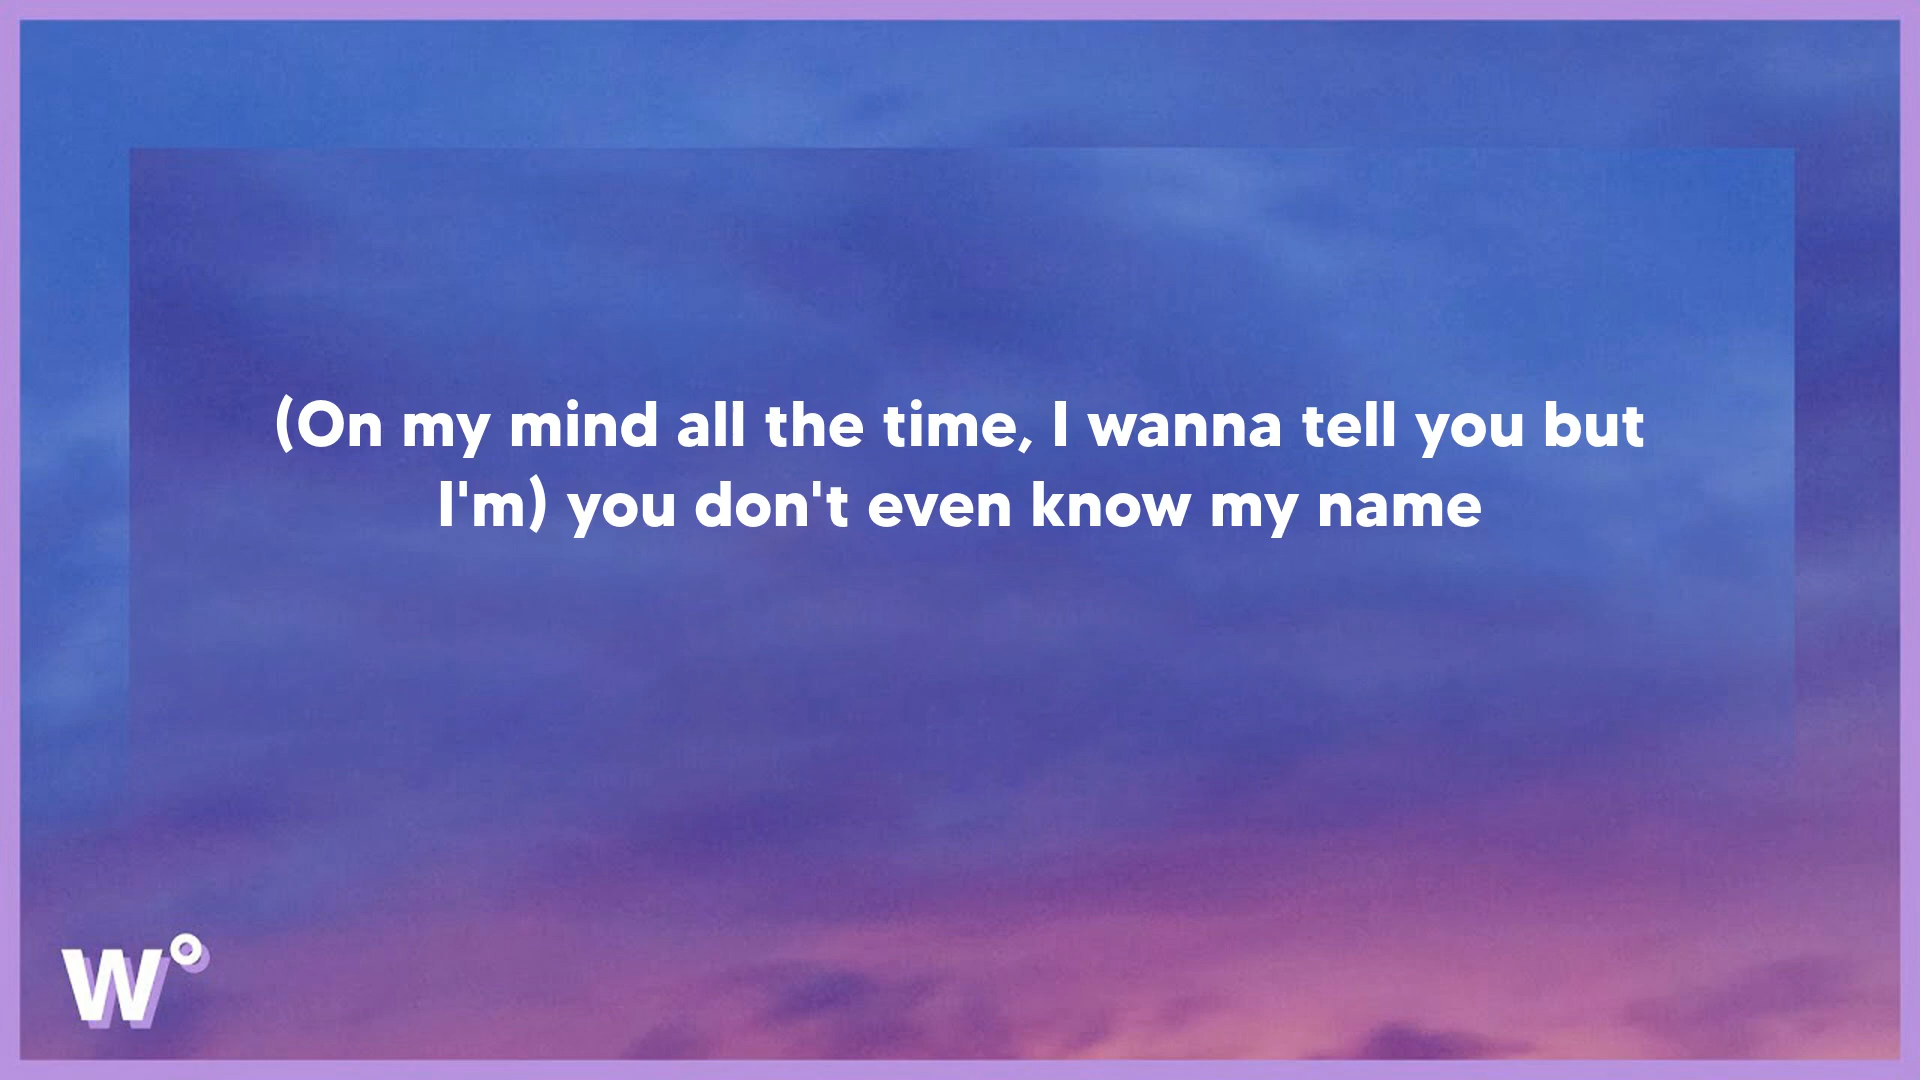 (On my mind all the time, I wanna tell you but
I'm) you don't even know my name
W°